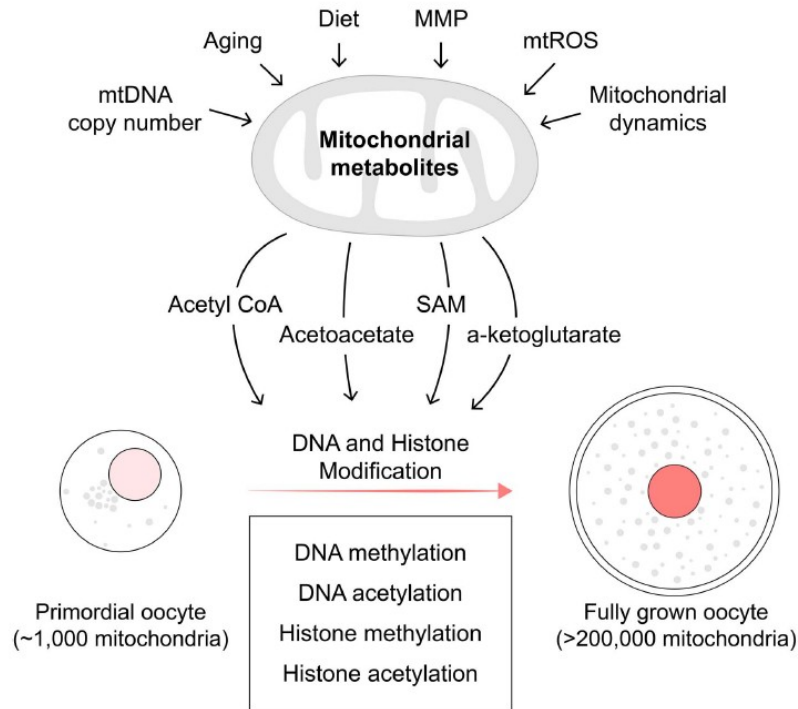 Diet
MMP
Aging
mtROS
mtDNA
copy number
Mitochondrial
dynamics
Mitochondrial
metabolites
Acetyl CoA
SAM
Acetoacetate
a-ketoglutarate
DNA and Histone
Modification
DNA methylation
DNA acetylation
Histone methylation
Histone acetylation
Primordial oocyte
(~1,000 mitochondria)
Fully grown oocyte
(>200,000 mitochondria)